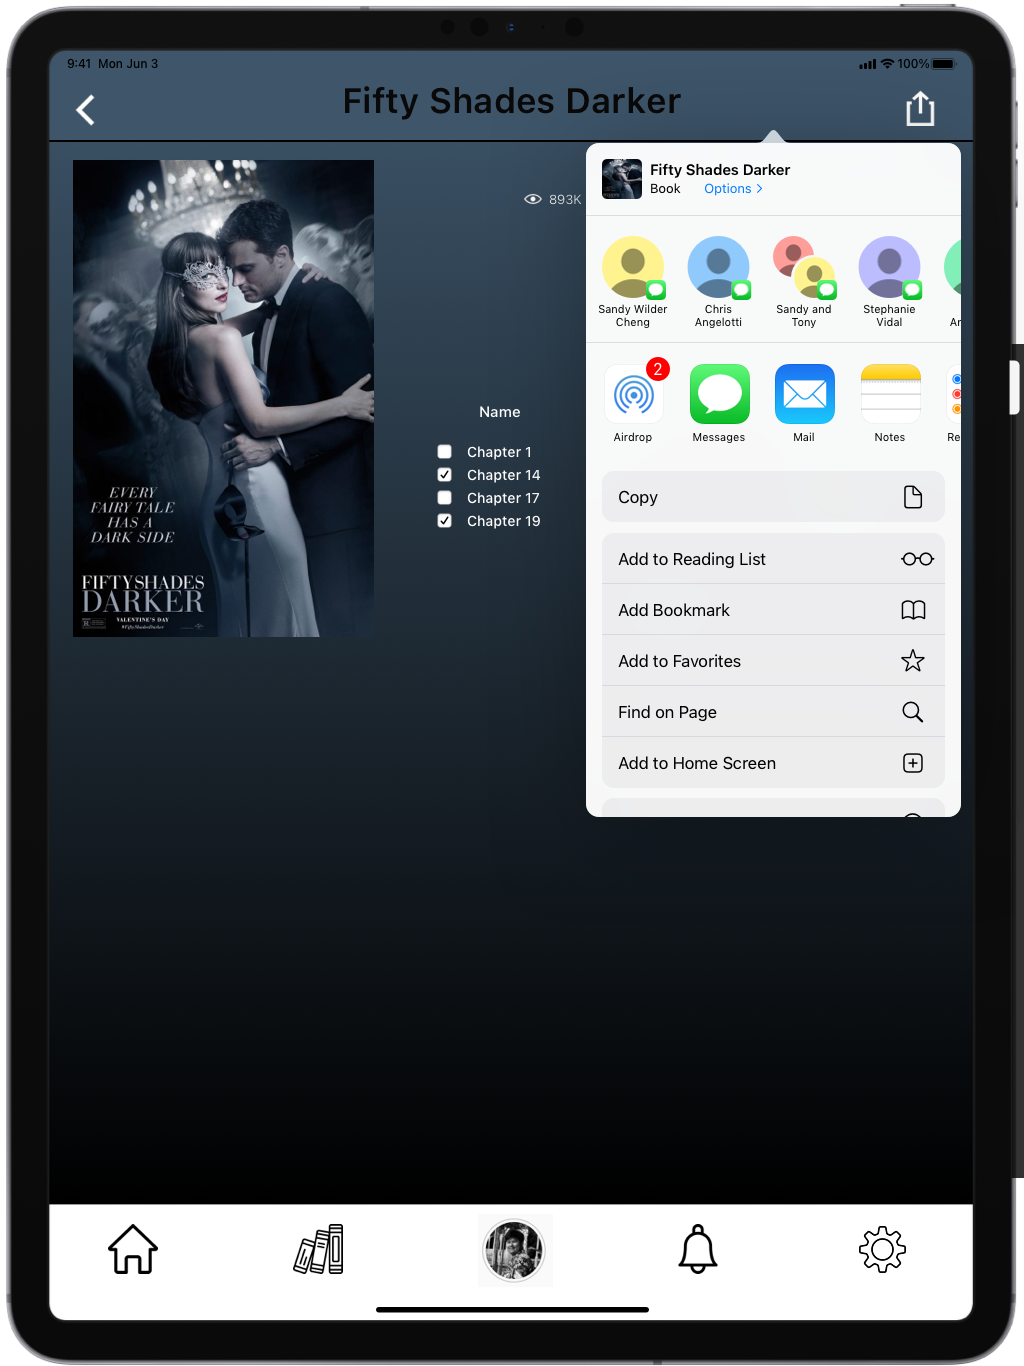 9:41 Mon Jun 3
100%
Fifty Shades Darker
Fifty Shades Darker
Book Options
893K
Sandy Wilder
Cheng
Chris
Angelotti
Sandy and
Tony
Stephanie
Vidal
Ar
2
Airdrop
Messages
Mail
Notes
Re
Name
Chapter 1
Chapter 14
Chapter 17
Chapter 19
EVERY
FAIRY TALE
HAS A
DARK SIDE
FIFTY SHADES
DARKER
R
VALENTINE'S DAY
#FiftyShadesDarker
Copy
Add to Reading List
Add Bookmark
Add to Favorites
Find on Page
Add to Home Screen